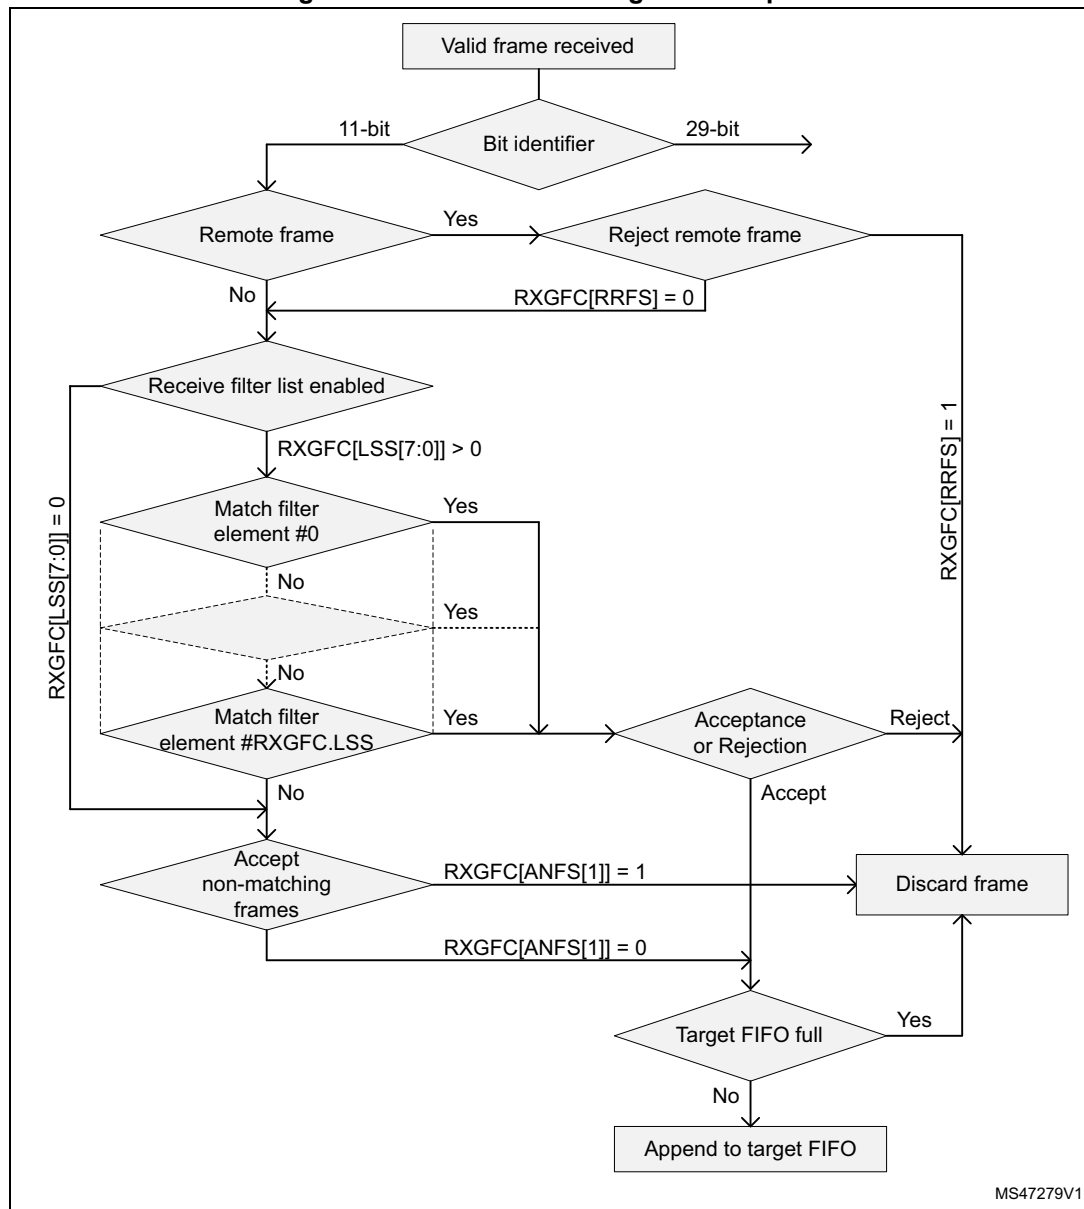 Valid frame received
11-bit
Bit identifier
29-bit
Remote frame
Yes
Reject remote frame
No
RXGFC[RRFS] = 0
Receive filter list enabled
RXGFC[LSS[7:0]] > 0
RXGFC[RRFS] = 1
RXGFC[LSS[7:0]] = 0
Match filter
element #0
Yes
No
Yes
No
Match filter
element #RXGFC.LSS
Yes
Acceptance
or Rejection
Reject
No
Accept
Accept
non-matching
frames
RXGFC[ANFS[1]] = 1
Discard frame
RXGFC[ANFS[1]] = 0
Target FIFO full
Yes
No
Append to target FIFO
MS47279V1